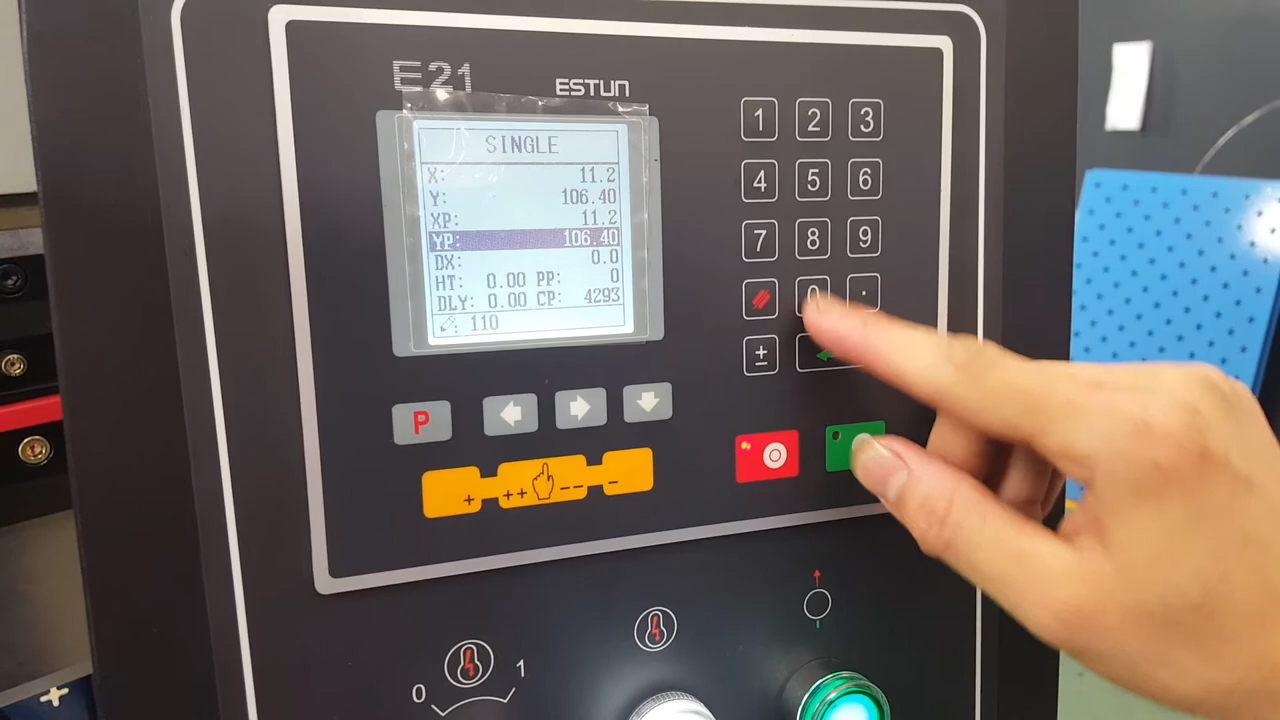 E21
ESTUN
SINGLE
X: 11.2
Y: 106.40
XP: 11.2
YP: 106.40
DX: 0.0
HT: 0.00 PP: 0
DLY: 0.00 CP: 4293
: 110
1 2 3
4 5 6
7 8 9
0 .
±
P
+ ++ -- -
0 1